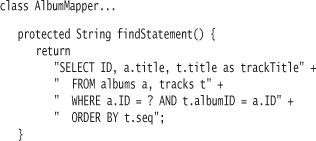 class AlbumMapper...
protected String findStatement() {
return
"SELECT ID, a.title, t.title as trackTitle" +
" FROM albums a, tracks t" +
" WHERE a.ID = ? AND t.albumID = a.ID" +
" ORDER BY t.seq";
}